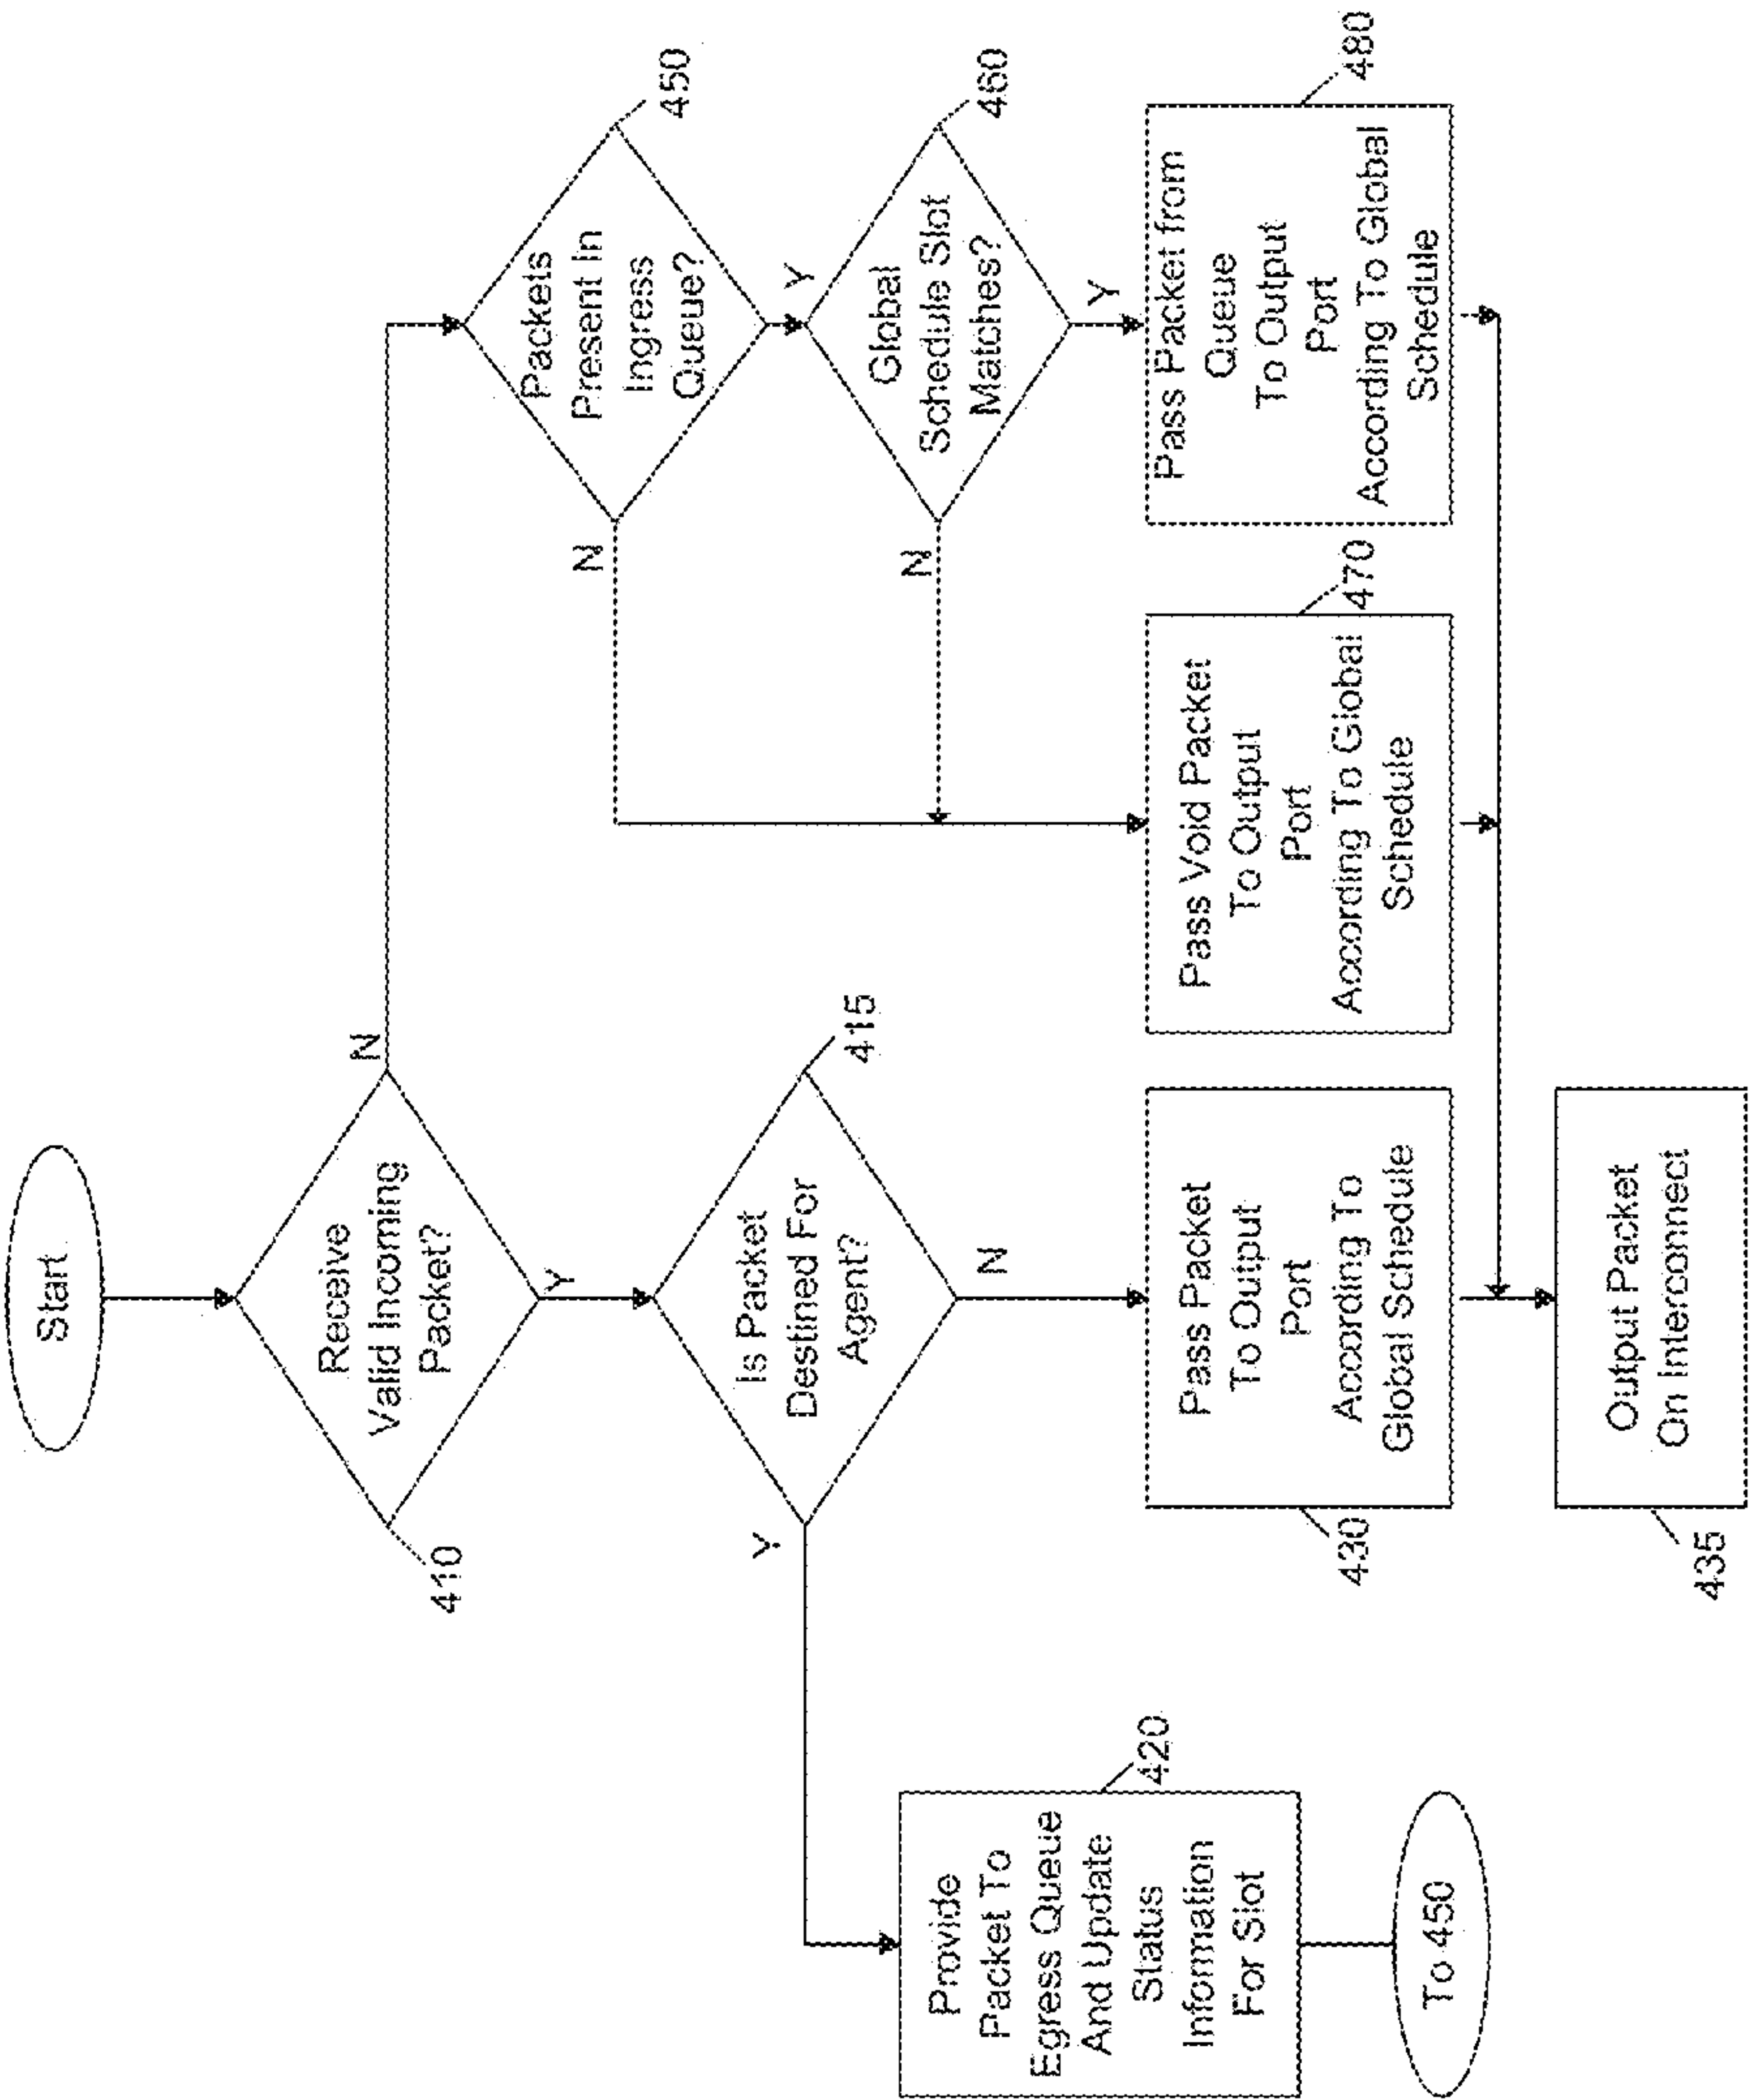 Start
Receive
Valid Incoming
Packet?
410
N
Y
Is Packet
Destined For
Agent?
415
Y
N
Provide
Packet To
Egress Queue
And Update
Status
Information
For Slot
420
To 450
Pass Packet
To Output
Port
According To
Global Schedule
430
Output Packet
On Interconnect
435
Packets
Present In
Ingress
Queue?
450
N
Y
Global
Schedule Slot
Matches?
460
N
Y
Pass Void Packet
To Output
Port
According To Global
Schedule
470
Pass Packet from
Queue
To Output
Port
According To Global
Schedule
480